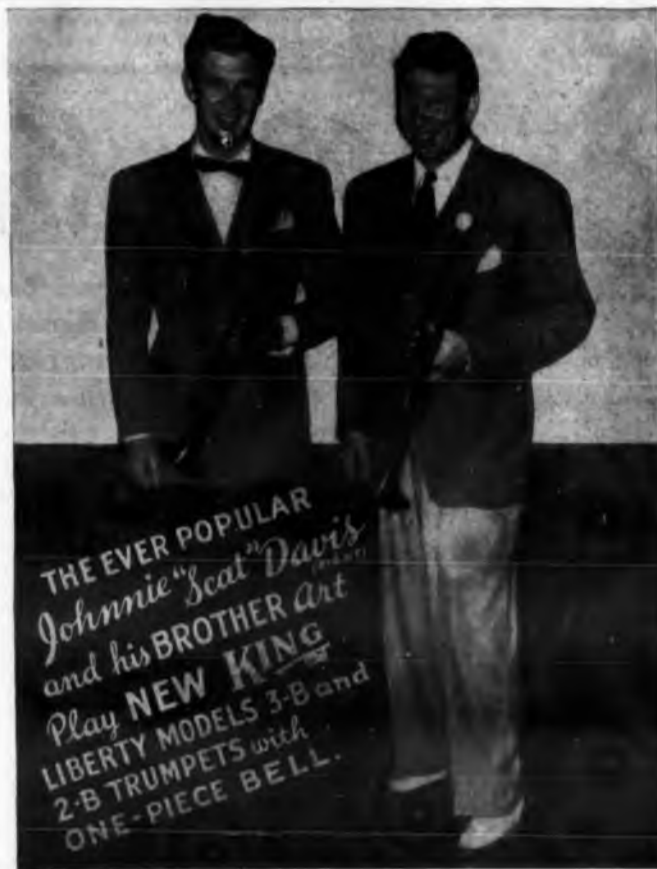 THE EVER POPULAR
Johnnie "Scat" Davis
(RIGHT)
and his BROTHER Art
Play NEW KING
LIBERTY MODELS 3-B and
2-B TRUMPETS with
ONE-PIECE BELL.